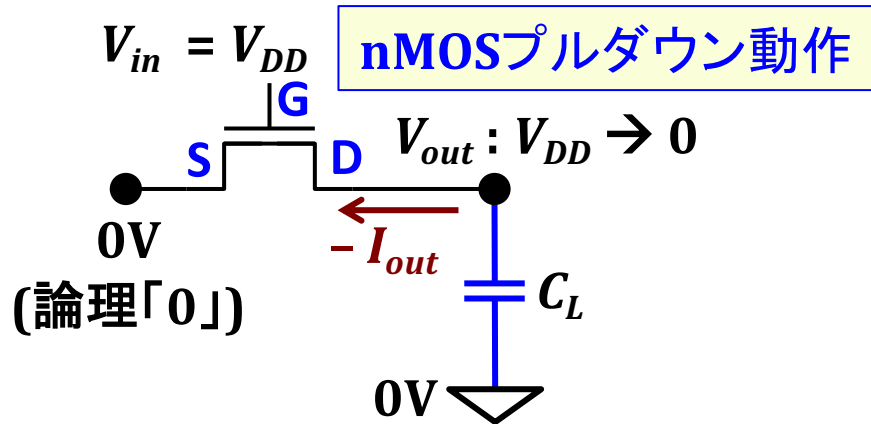 V_in = V_DD
nMOSプルダウン動作
G
S
D
V_out : V_DD → 0
0V
− I_out
(論理「0」)
C_L
0V